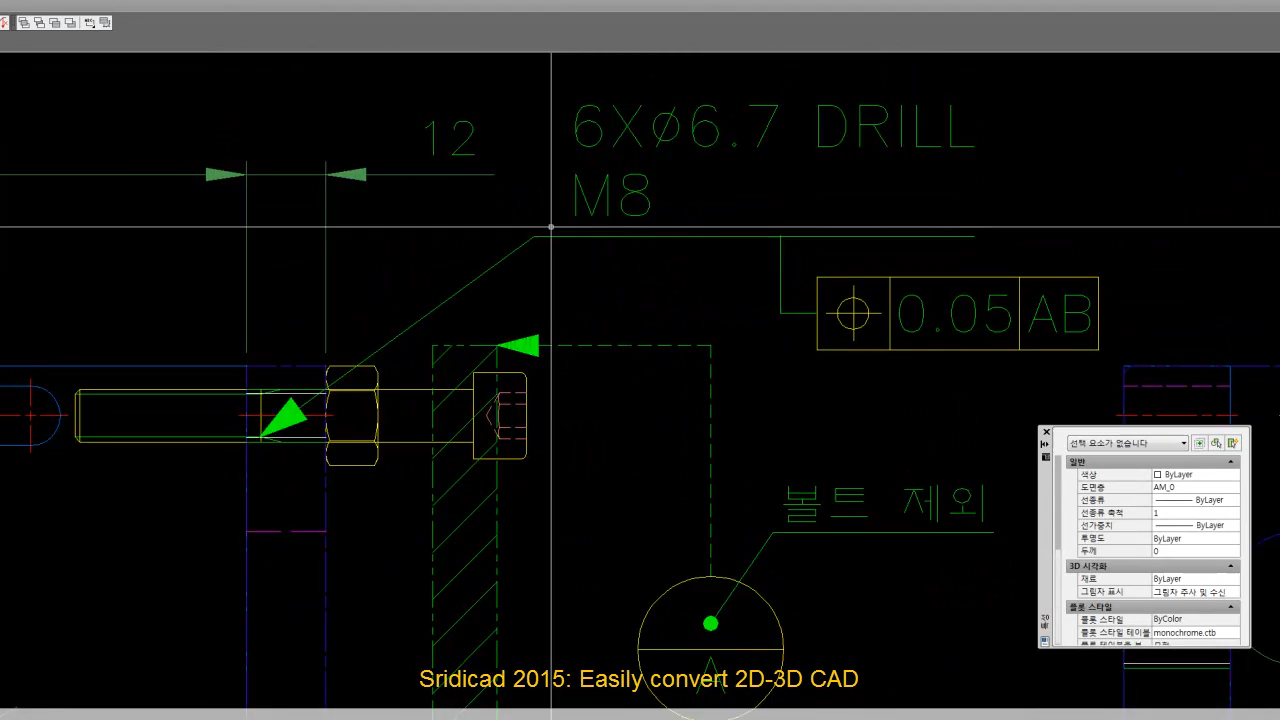 12
6XØ6.7 DRILL
M8
0.05 AB
볼트 제외
A
선택 요소가 없습니다
일반
색상 ByLayer
도면층 AM_0
선종류 ByLayer
선종류 축척 1
선가중치 ByLayer
투명도 ByLayer
두께 0
3D 시각화
재료 ByLayer
그림자 표시 그림자 주사 및 수신
플롯 스타일
플롯 스타일 ByColor
플롯 스타일 테이블 monochrome.ctb
Sridicad 2015: Easily convert 2D-3D CAD